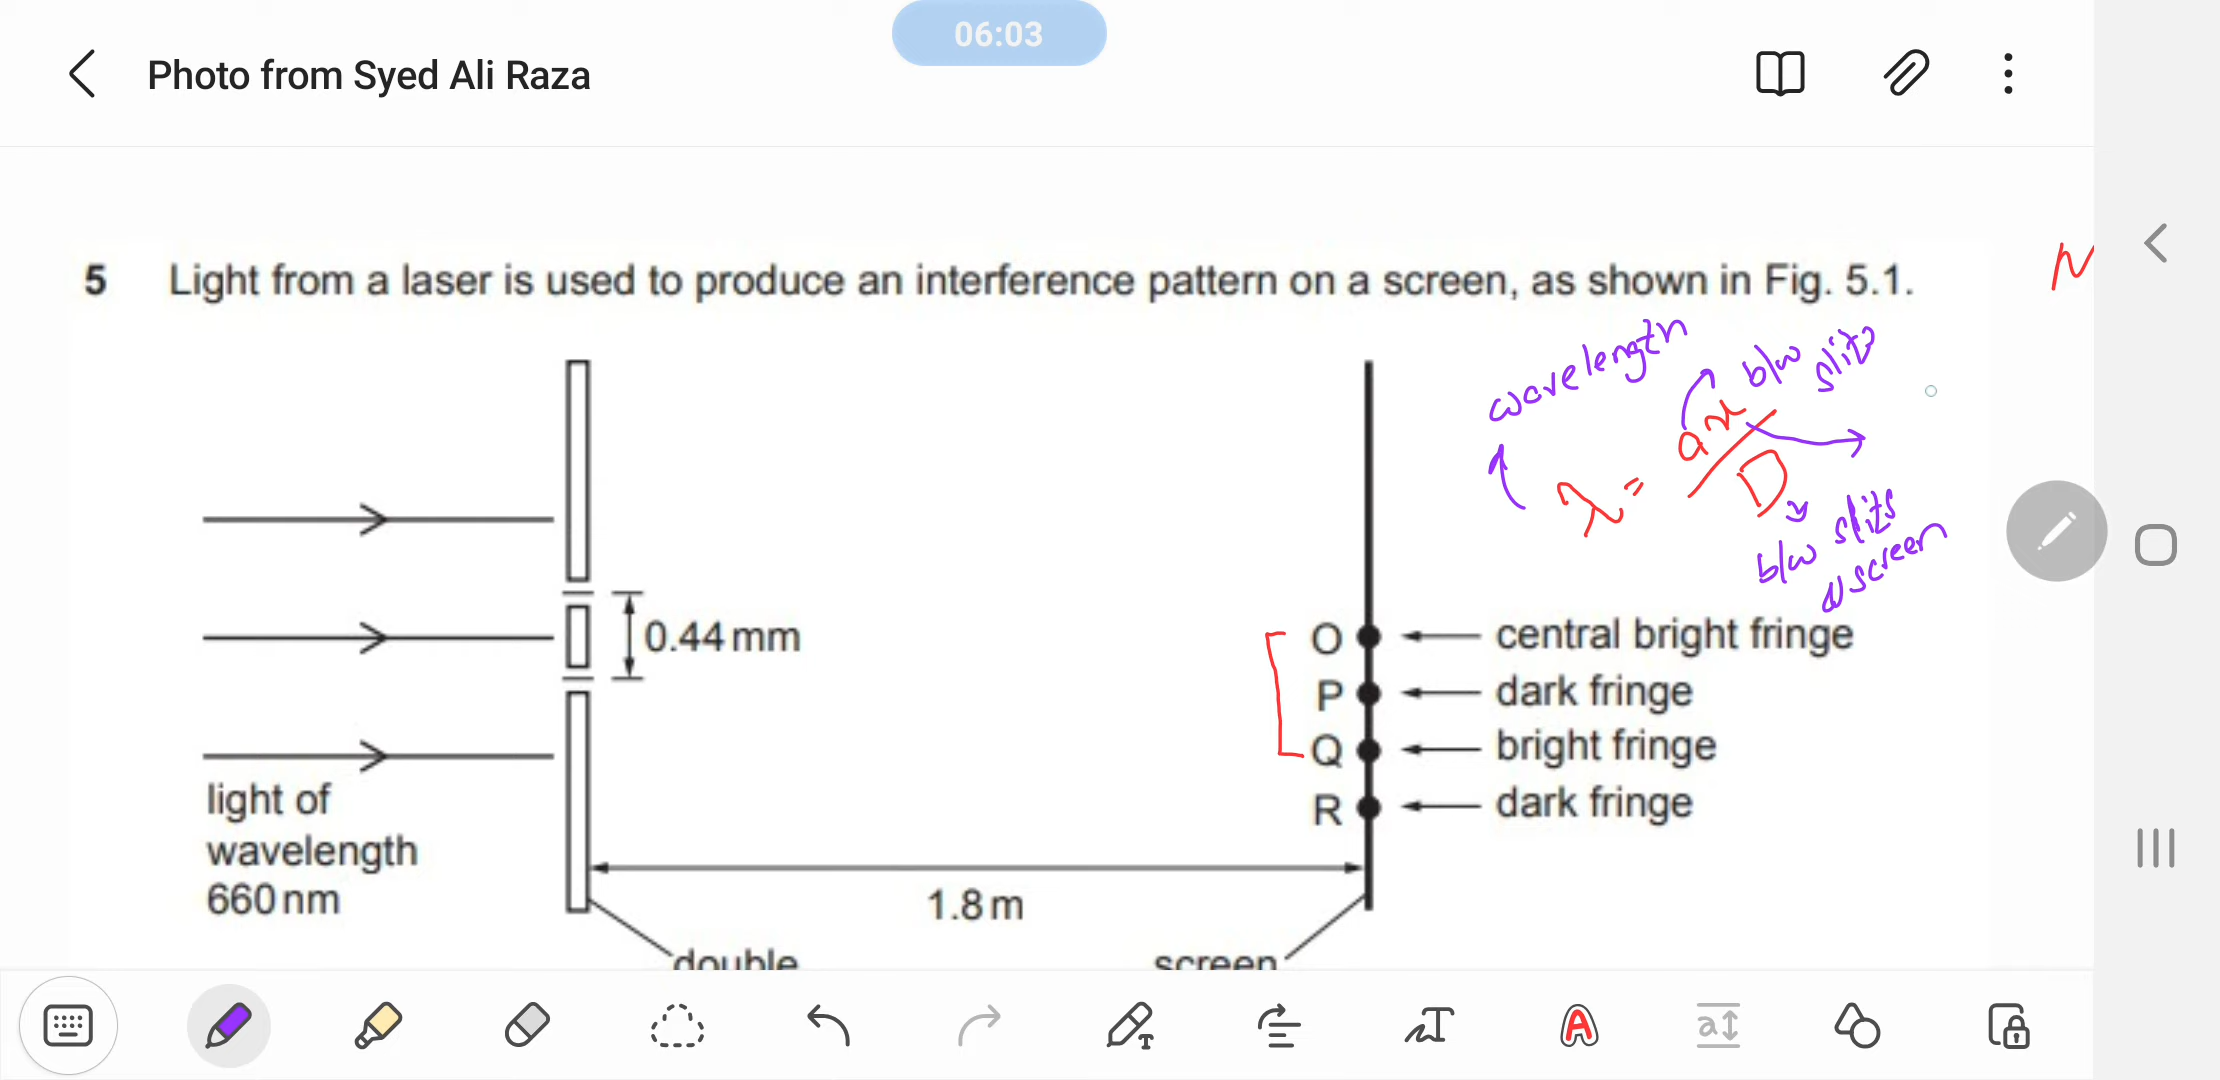 06:03
Photo from Syed Ali Raza
5 Light from a laser is used to produce an interference pattern on a screen, as shown in Fig. 5.1.
N
wavelength
b/w slits
λ = ax/D
b/w slits
screen
0.44 mm
O central bright fringe
P dark fringe
Q bright fringe
R dark fringe
light of
wavelength
660 nm
1.8 m
double
screen